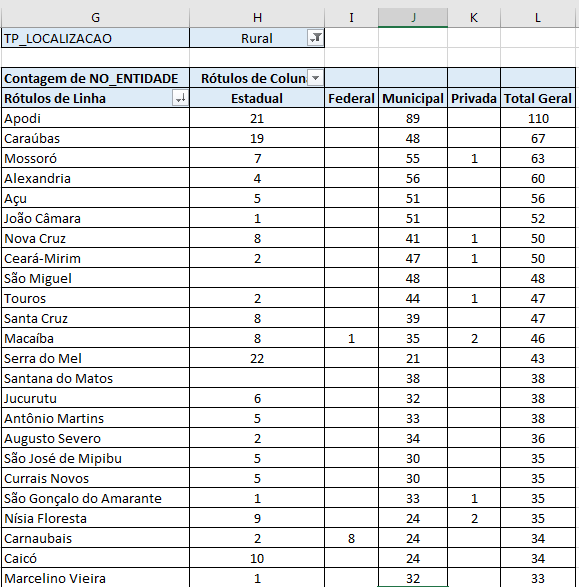 G H I J K L
TP_LOCALIZACAO Rural
Contagem de NO_ENTIDADE Rótulos de Colun
Rótulos de Linha Estadual Federal Municipal Privada Total Geral
Apodi 21 89 110
Caraúbas 19 48 67
Mossoró 7 55 1 63
Alexandria 4 56 60
Açu 5 51 56
João Câmara 1 51 52
Nova Cruz 8 41 1 50
Ceará-Mirim 2 47 1 50
São Miguel 48 48
Touros 2 44 1 47
Santa Cruz 8 39 47
Macaíba 8 1 35 2 46
Serra do Mel 22 21 43
Santana do Matos 38 38
Jucurutu 6 32 38
Antônio Martins 5 33 38
Augusto Severo 2 34 36
São José de Mipibu 5 30 35
Currais Novos 5 30 35
São Gonçalo do Amarante 1 33 1 35
Nísia Floresta 9 24 2 35
Carnaubais 2 8 24 34
Caicó 10 24 34
Marcelino Vieira 1 32 33